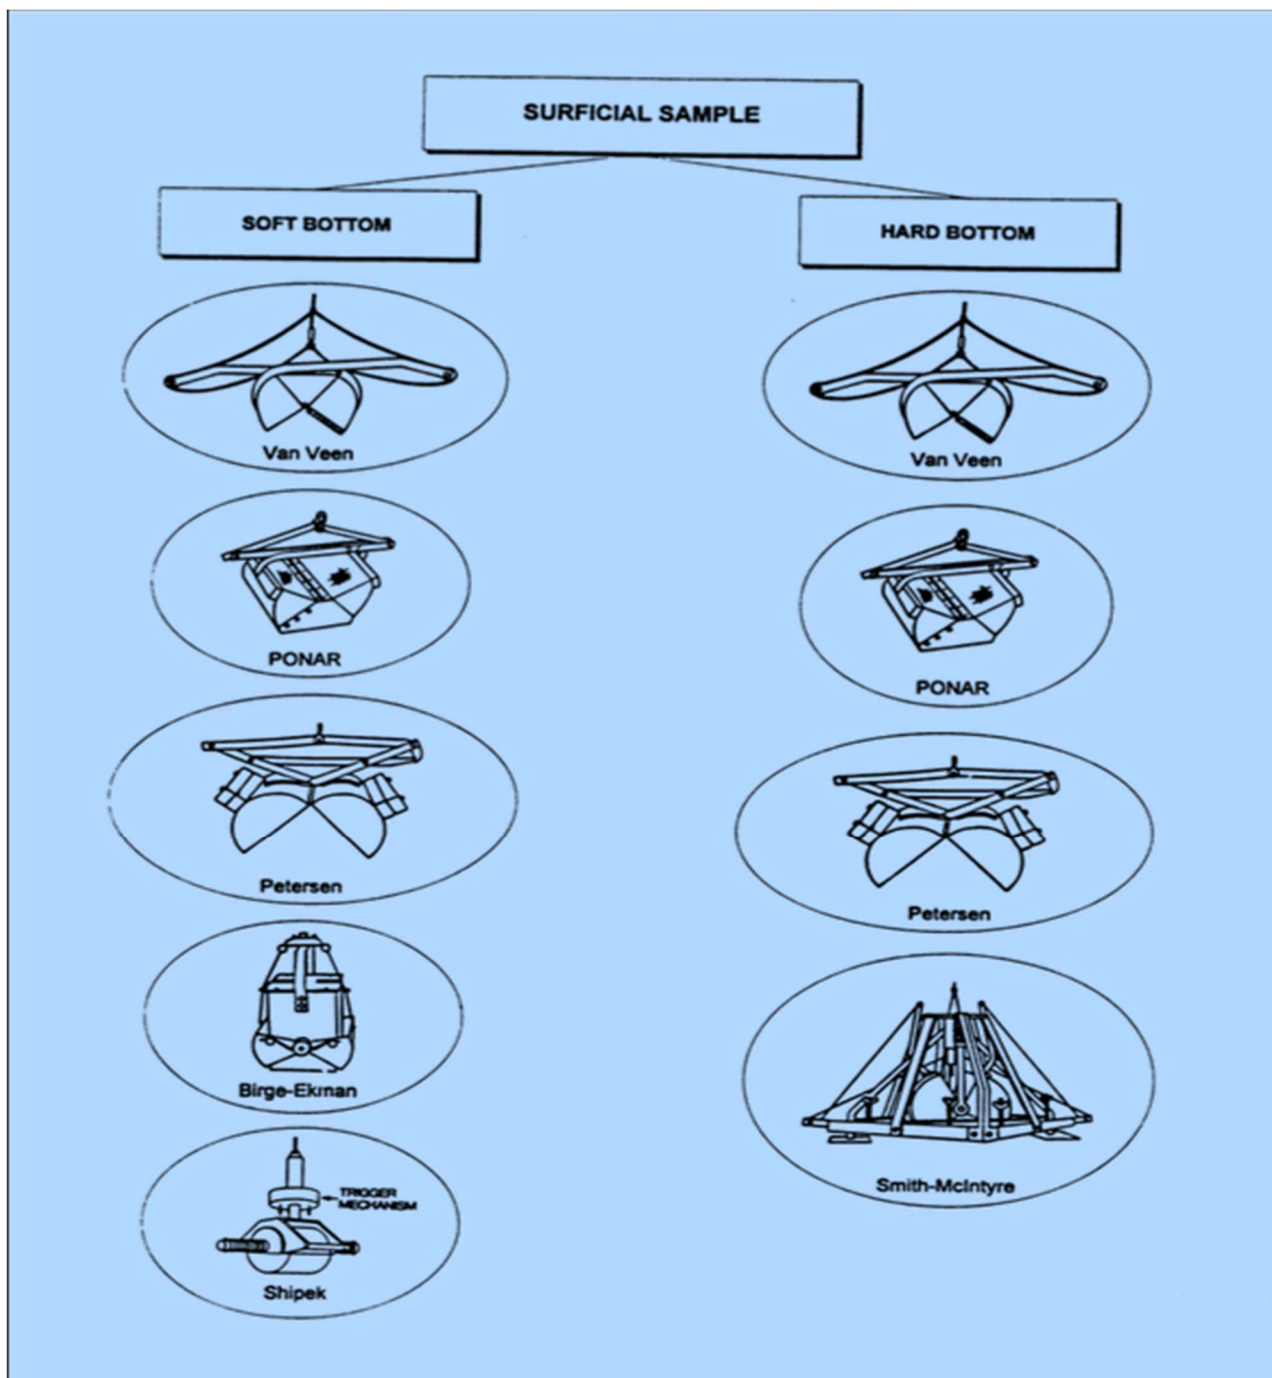 SURFICIAL SAMPLE
SOFT BOTTOM
Van Veen
PONAR
Petersen
Birge-Ekman
TRIGGER
MECHANISM
Shipek
HARD BOTTOM
Van Veen
PONAR
Petersen
Smith-McIntyre